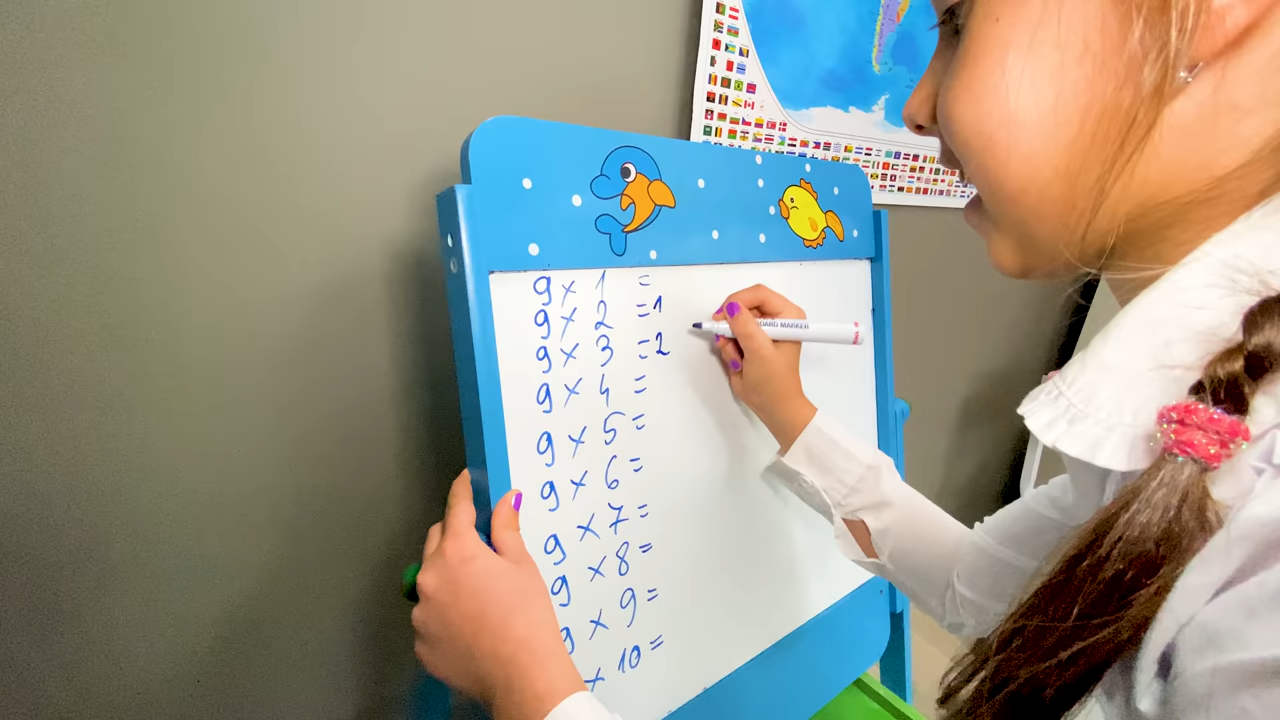 9 x 1 =
9 x 2 = 1
9 x 3 = 2
9 x 4 =
9 x 5 =
9 x 6 =
9 x 7 =
9 x 8 =
9 x 9 =
x 10 =
BOARD MARKER